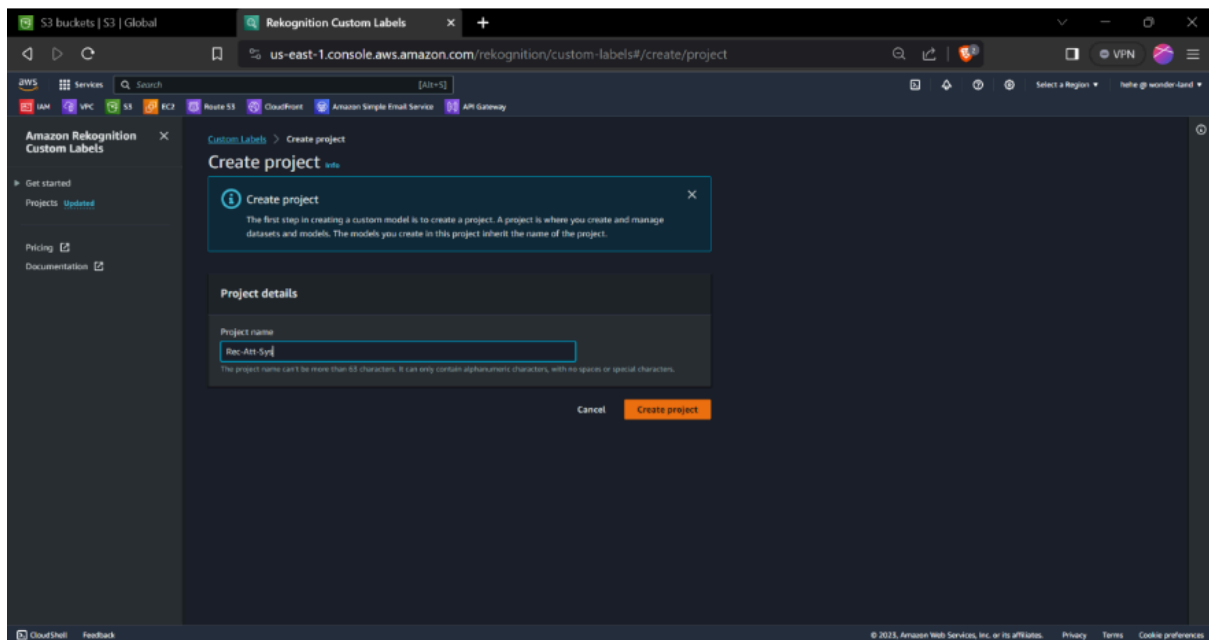 S3 buckets | S3 | Global
Rekognition Custom Labels
us-east-1.console.aws.amazon.com/rekognition/custom-labels#/create/project
VPN
aws
Services
Search
[Alt+S]
Select a Region
hehe @ wonder-land
IAM
VPC
S3
EC2
Route 53
CloudFront
Amazon Simple Email Service
API Gateway
Amazon Rekognition
Custom Labels
Get started
Projects Updated
Pricing
Documentation
Custom Labels > Create project
Create project Info
Create project
The first step in creating a custom model is to create a project. A project is where you create and manage
datasets and models. The models you create in this project inherit the name of the project.
Project details
Project name
Rec-Att-Sys
The project name can't be more than 63 characters. It can only contain alphanumeric characters, with no spaces or special characters.
Cancel
Create project
CloudShell
Feedback
© 2023, Amazon Web Services, Inc. or its affiliates.
Privacy
Terms
Cookie preferences